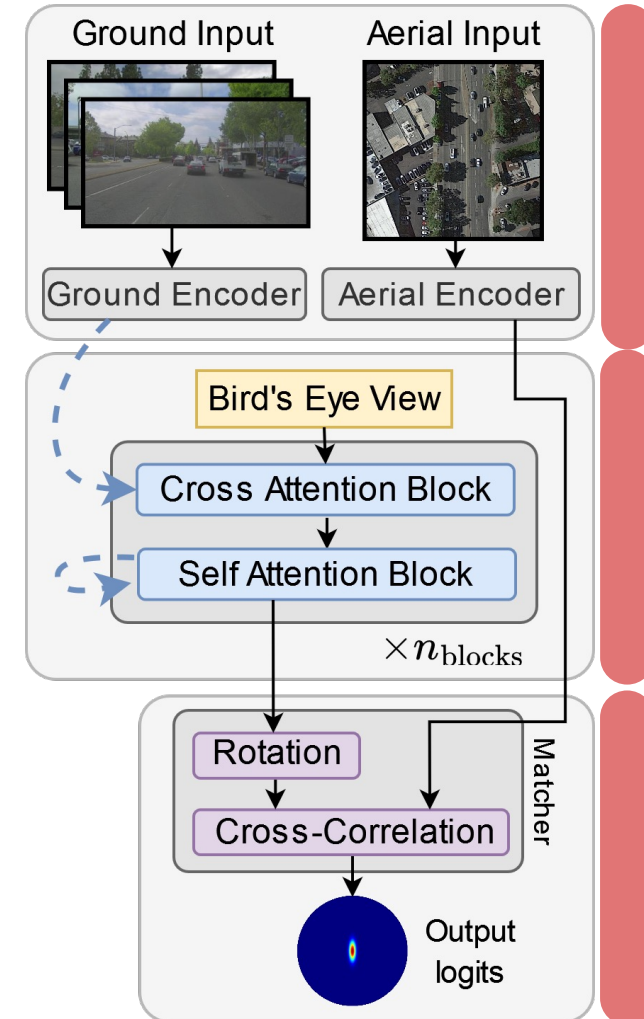 Ground Input
Aerial Input
Ground Encoder
Aerial Encoder
Bird's Eye View
Cross Attention Block
Self Attention Block
×n_blocks
Rotation
Matcher
Cross-Correlation
Output
logits